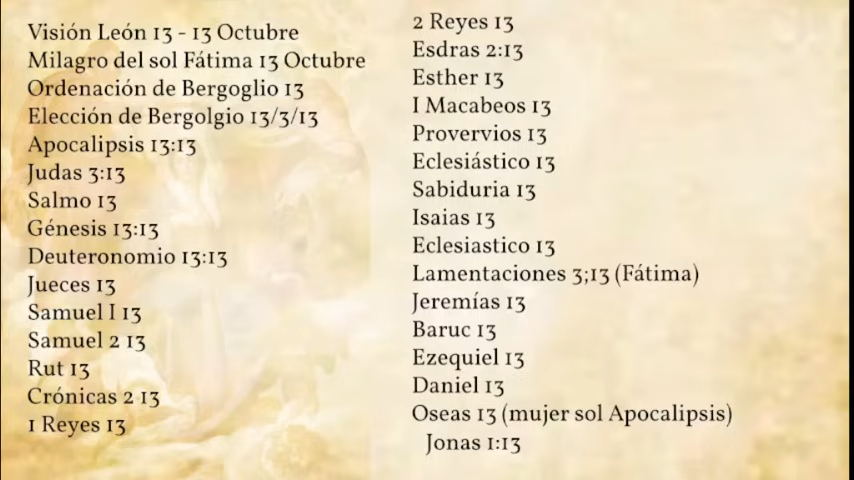 Visión León 13 - 13 Octubre
Milagro del sol Fátima 13 Octubre
Ordenación de Bergoglio 13
Elección de Bergolgio 13/3/13
Apocalipsis 13:13
Judas 3:13
Salmo 13
Génesis 13:13
Deuteronomio 13:13
Jueces 13
Samuel I 13
Samuel 2 13
Rut 13
Crónicas 2 13
1 Reyes 13
2 Reyes 13
Esdras 2:13
Esther 13
I Macabeos 13
Provervios 13
Eclesiástico 13
Sabiduria 13
Isaias 13
Eclesiastico 13
Lamentaciones 3;13 (Fátima)
Jeremías 13
Baruc 13
Ezequiel 13
Daniel 13
Oseas 13 (mujer sol Apocalipsis)
Jonas 1:13